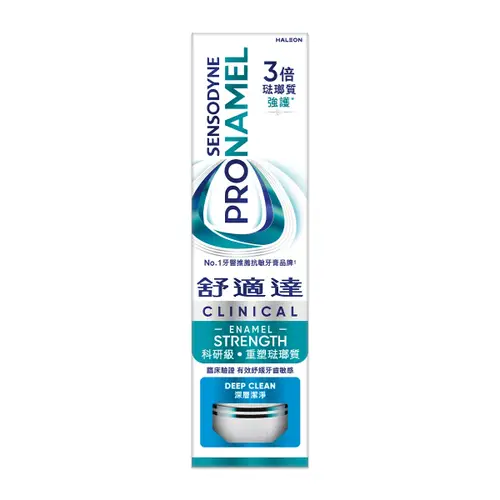 HALEON
SENSODYNE
PRONAMEL
3倍
琺瑯質
強護*
No.1牙醫推薦抗敏牙膏品牌¹
舒適達
CLINICAL
ENAMEL
STRENGTH
科研級・重塑琺瑯質
臨床驗證 有效紓緩牙齒敏感
DEEP CLEAN
深層潔淨